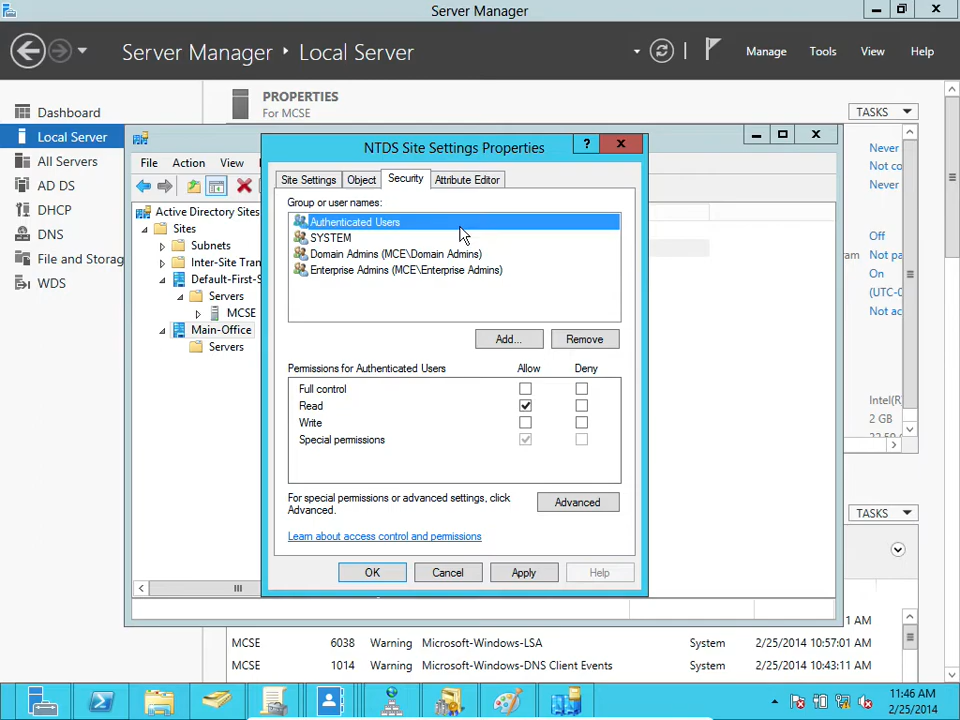 Server Manager
Server Manager ‣ Local Server
Manage
Tools
View
Help
Dashboard
Local Server
All Servers
AD DS
DHCP
DNS
File and Storag
WDS
PROPERTIES
For MCSE
TASKS
Never
Not co
Never
Off
am Not pa
On
(UTC-0
Not ac
Intel(R)
2 GB
TASKS
File
Action
View
Active Directory Sites
Sites
Subnets
Inter-Site Tran
Default-First-S
Servers
MCSE
Main-Office
Servers
NTDS Site Settings Properties
?
Site Settings
Object
Security
Attribute Editor
Group or user names:
Authenticated Users
SYSTEM
Domain Admins (MCE\Domain Admins)
Enterprise Admins (MCE\Enterprise Admins)
Add...
Remove
Permissions for Authenticated Users
Allow
Deny
Full control
Read
Write
Special permissions
For special permissions or advanced settings, click
Advanced.
Advanced
Learn about access control and permissions
OK
Cancel
Apply
Help
1 AM
MCSE 6038 Warning Microsoft-Windows-LSA System 2/25/2014 10:57:01 AM
MCSE 1014 Warning Microsoft-Windows-DNS Client Events System 2/25/2014 10:43:11 AM
11:46 AM
2/25/2014